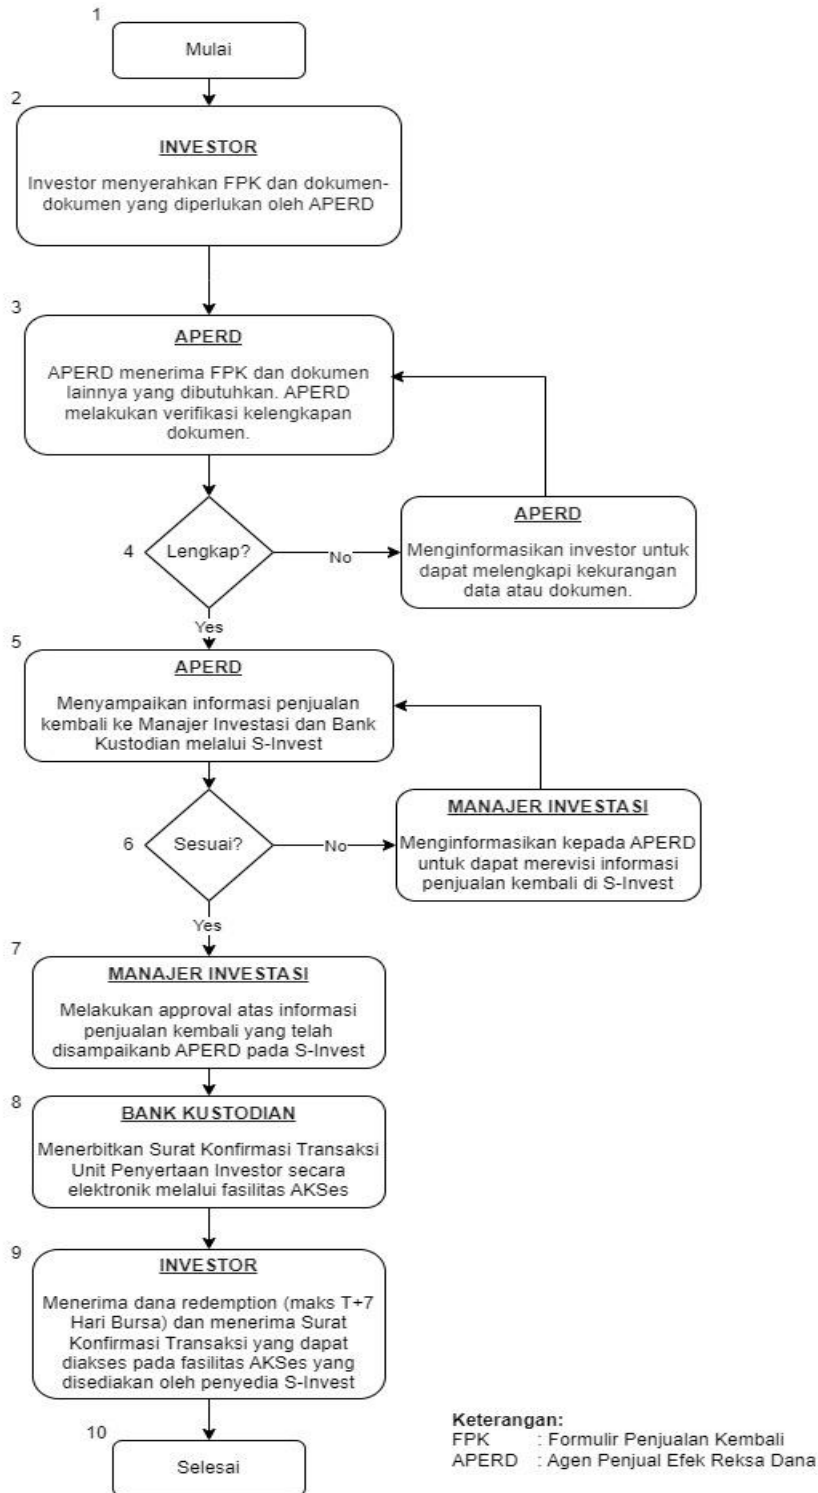 1
Mulai
2
INVESTOR
Investor menyerahkan FPK dan dokumen-
dokumen yang diperlukan oleh APERD
3
APERD
APERD menerima FPK dan dokumen
lainnya yang dibutuhkan. APERD
melakukan verifikasi kelengkapan
dokumen.
4
Lengkap?
No
APERD
Menginformasikan investor untuk
dapat melengkapi kekurangan
data atau dokumen.
Yes
5
APERD
Menyampaikan informasi penjualan
kembali ke Manajer Investasi dan Bank
Kustodian melalui S-Invest
6
Sesuai?
No
MANAJER INVESTASI
Menginformasikan kepada APERD
untuk dapat merevisi informasi
penjualan kembali di S-Invest
Yes
7
MANAJER INVESTASI
Melakukan approval atas informasi
penjualan kembali yang telah
disampaikanb APERD pada S-Invest
8
BANK KUSTODIAN
Menerbitkan Surat Konfirmasi Transaksi
Unit Penyertaan Investor secara
elektronik melalui fasilitas AKSes
9
INVESTOR
Menerima dana redemption (maks T+7
Hari Bursa) dan menerima Surat
Konfirmasi Transaksi yang dapat
diakses pada fasilitas AKSes yang
disediakan oleh penyedia S-Invest
10
Selesai
Keterangan:
FPK : Formulir Penjualan Kembali
APERD : Agen Penjual Efek Reksa Dana